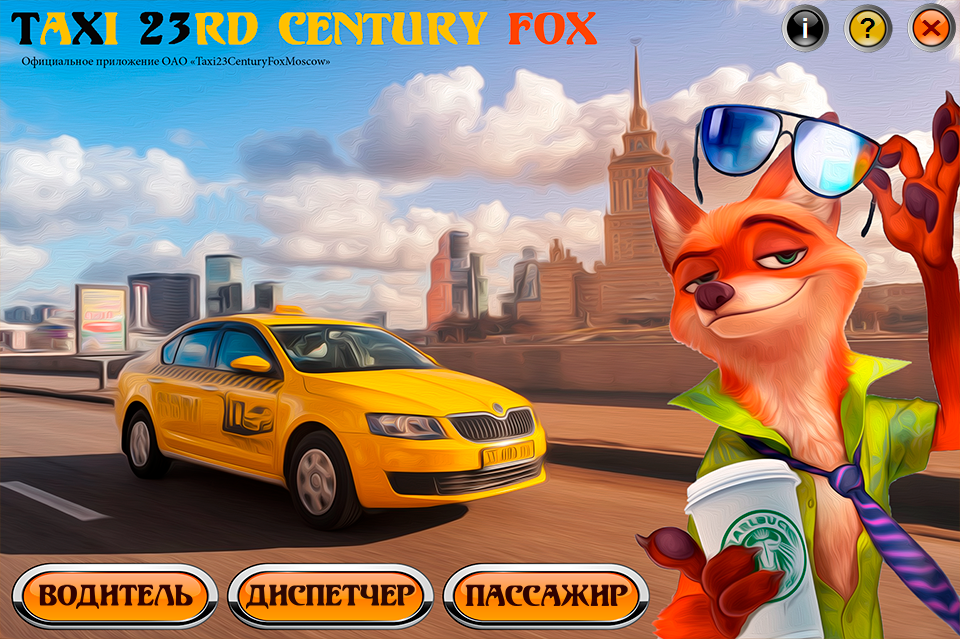 TAXI 23RD CENTURY FOX
Официальное приложение ОАО «Taxi23CenturyFoxMoscow»
i
?
ВОДИТЕЛЬ
ДИСПЕТЧЕР
ПАССАЖИР